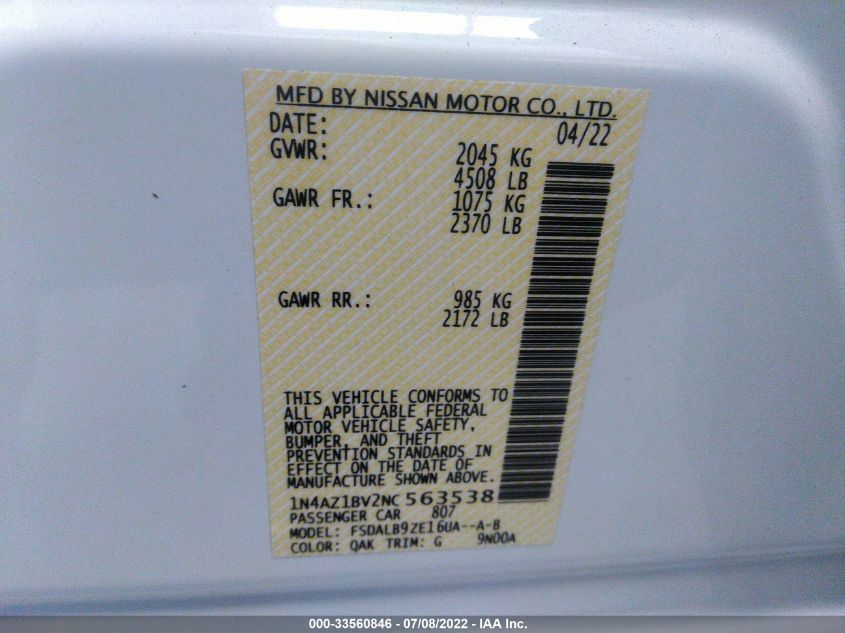 MFD BY NISSAN MOTOR CO., LTD.
DATE: 04/22
GVWR: 2045 KG
4508 LB
GAWR FR.: 1075 KG
2370 LB
GAWR RR.: 985 KG
2172 LB
THIS VEHICLE CONFORMS TO
ALL APPLICABLE FEDERAL
MOTOR VEHICLE SAFETY,
BUMPER, AND THEFT
PREVENTION STANDARDS IN
EFFECT ON THE DATE OF
MANUFACTURE SHOWN ABOVE.
1N4AZ1BV2NC563538
PASSENGER CAR 807
MODEL: FSDALB9ZE16UA--A-B
COLOR: QAK TRIM: G 9N00A
000-33560846 - 07/08/2022 - IAA Inc.